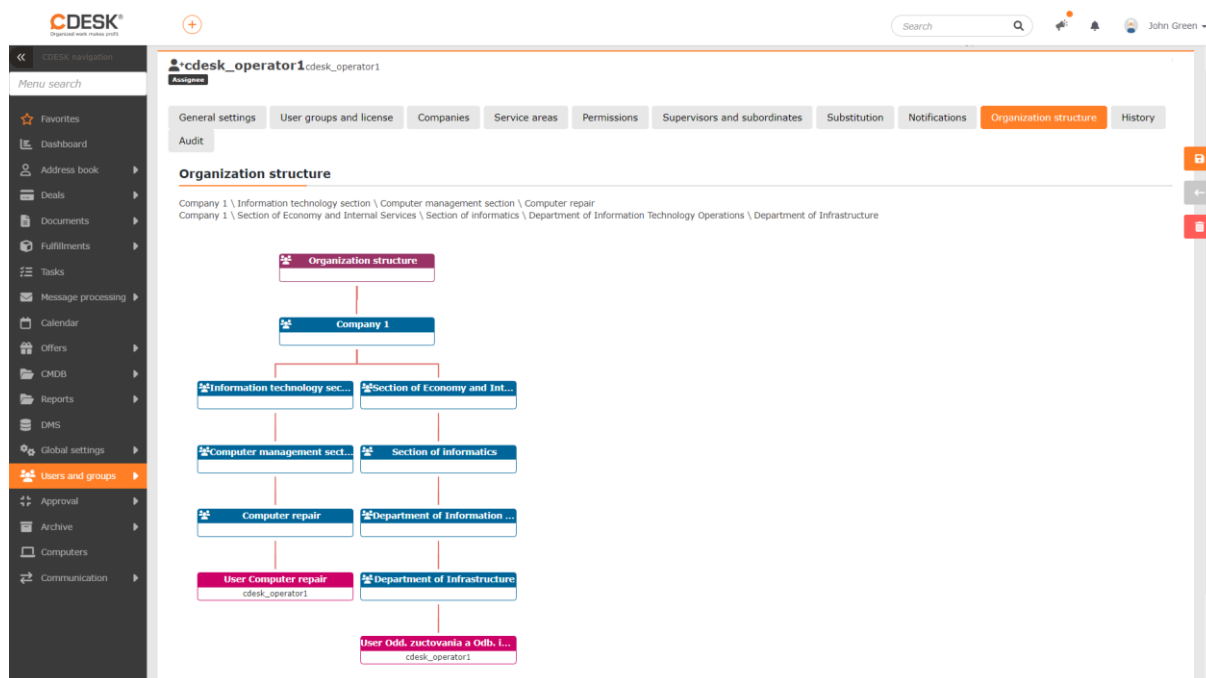 CDESK®
Organized work makes profit
Search
John Green
CDESK navigation
Menu search
Favorites
Dashboard
Address book
Deals
Documents
Fulfillments
Tasks
Message processing
Calendar
Offers
CMDB
Reports
DMS
Global settings
Users and groups
Approval
Archive
Computers
Communication
cdesk_operator1 cdesk_operator1
Assignee
General settings User groups and license Companies Service areas Permissions Supervisors and subordinates Substitution Notifications Organization structure History
Audit
Organization structure
Company 1 \ Information technology section \ Computer management section \ Computer repair
Company 1 \ Section of Economy and Internal Services \ Section of informatics \ Department of Information Technology Operations \ Department of Infrastructure
Organization structure
Company 1
Information technology sec... Section of Economy and Int...
Computer management sect... Section of informatics
Computer repair Department of Information ...
User Computer repair Department of Infrastructure
cdesk_operator1
User Odd. zuctovania a Odb. i...
cdesk_operator1